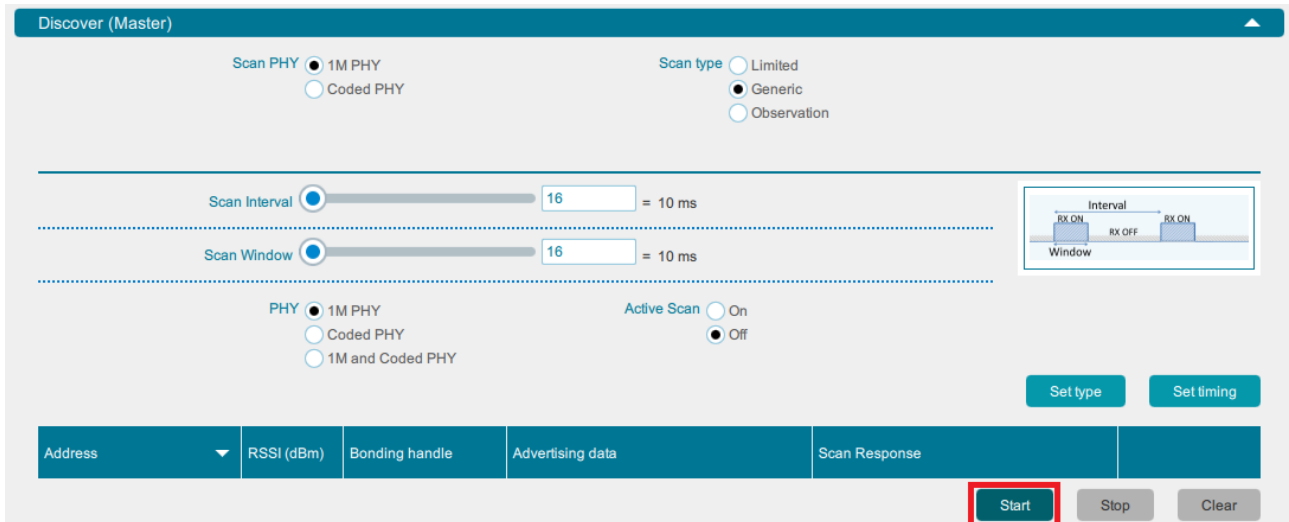 Discover (Master)
Scan PHY 1M PHY Scan type Limited
Coded PHY Generic
Observation
Scan Interval 16 = 10 ms
Interval
RX ON RX ON
RX OFF
Window
Scan Window 16 = 10 ms
PHY 1M PHY Active Scan On
Coded PHY Off
1M and Coded PHY
Set type Set timing
Address RSSI (dBm) Bonding handle Advertising data Scan Response
Start Stop Clear